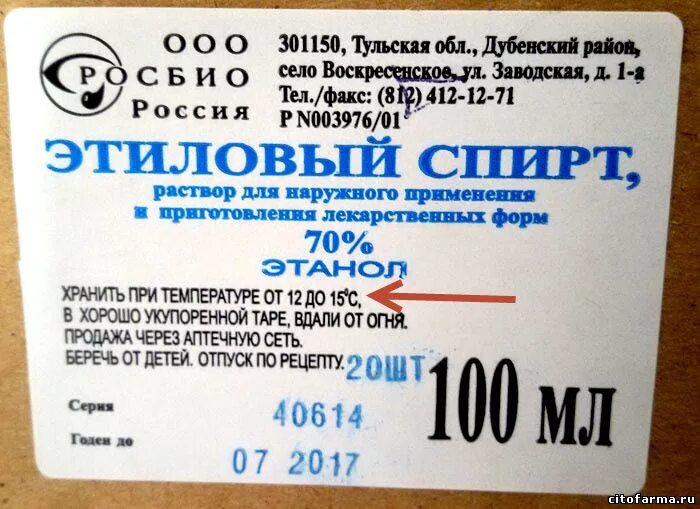 ООО
РОСБИО
Россия
301150, Тульская обл., Дубенский район,
село Воскресенское, ул. Заводская, д. 1-а
Тел./факс: (812) 412-12-71
Р N003976/01
ЭТИЛОВЫЙ СПИРТ,
раствор для наружного применения
и приготовления лекарственных форм
70%
ЭТАНОЛ
ХРАНИТЬ ПРИ ТЕМПЕРАТУРЕ ОТ 12 ДО 15°С,
В ХОРОШО УКУПОРЕННОЙ ТАРЕ, ВДАЛИ ОТ ОГНЯ.
ПРОДАЖА ЧЕРЕЗ АПТЕЧНУЮ СЕТЬ.
БЕРЕЧЬ ОТ ДЕТЕЙ. ОТПУСК ПО РЕЦЕПТУ.
20ШТ
100 МЛ
Серия
40614
Годен до
07 2017
citofarma.ru